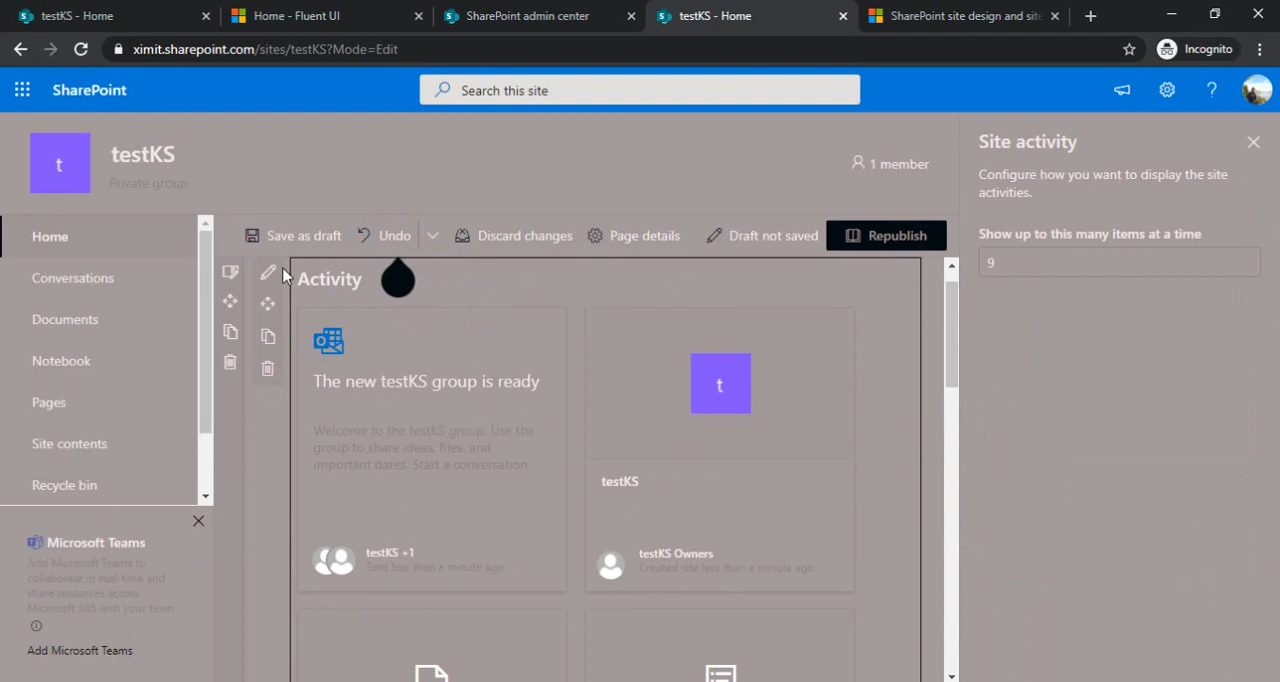 testKS - Home
Home - Fluent UI
SharePoint admin center
testKS - Home
SharePoint site design and site
ximit.sharepoint.com/sites/testKS?Mode=Edit
Incognito
SharePoint
Search this site
t
testKS
Private group
1 member
Site activity
Configure how you want to display the site
activities.
Show up to this many items at a time
9
Home
Conversations
Documents
Notebook
Pages
Site contents
Recycle bin
Save as draft
Undo
Discard changes
Page details
Draft not saved
Republish
Activity
The new testKS group is ready
Welcome to the testKS group. Use the
group to share ideas, files, and
important dates. Start a conversation
testKS +1
Sent less than a minute ago
t
testKS
testKS Owners
Created site less than a minute ago
Microsoft Teams
Add Microsoft Teams to
collaborate in real-time and
share resources across
Microsoft 365 with your team.
Add Microsoft Teams